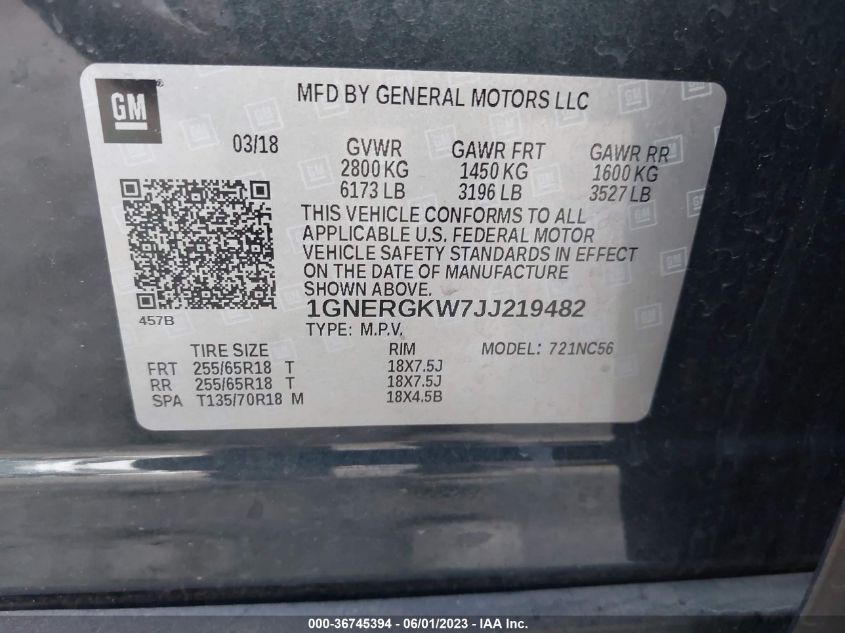 GM
®
MFD BY GENERAL MOTORS LLC
03/18 GVWR GAWR FRT GAWR RR
2800 KG 1450 KG 1600 KG
6173 LB 3196 LB 3527 LB
THIS VEHICLE CONFORMS TO ALL
APPLICABLE U.S. FEDERAL MOTOR
VEHICLE SAFETY STANDARDS IN EFFECT
ON THE DATE OF MANUFACTURE
SHOWN ABOVE.
457B
1GNERGKW7JJ219482
TYPE: M.P.V.
TIRE SIZE RIM MODEL: 721NC56
FRT 255/65R18 T 18X7.5J
RR 255/65R18 T 18X7.5J
SPA T135/70R18 M 18X4.5B
000-36745394 - 06/01/2023 - IAA Inc.